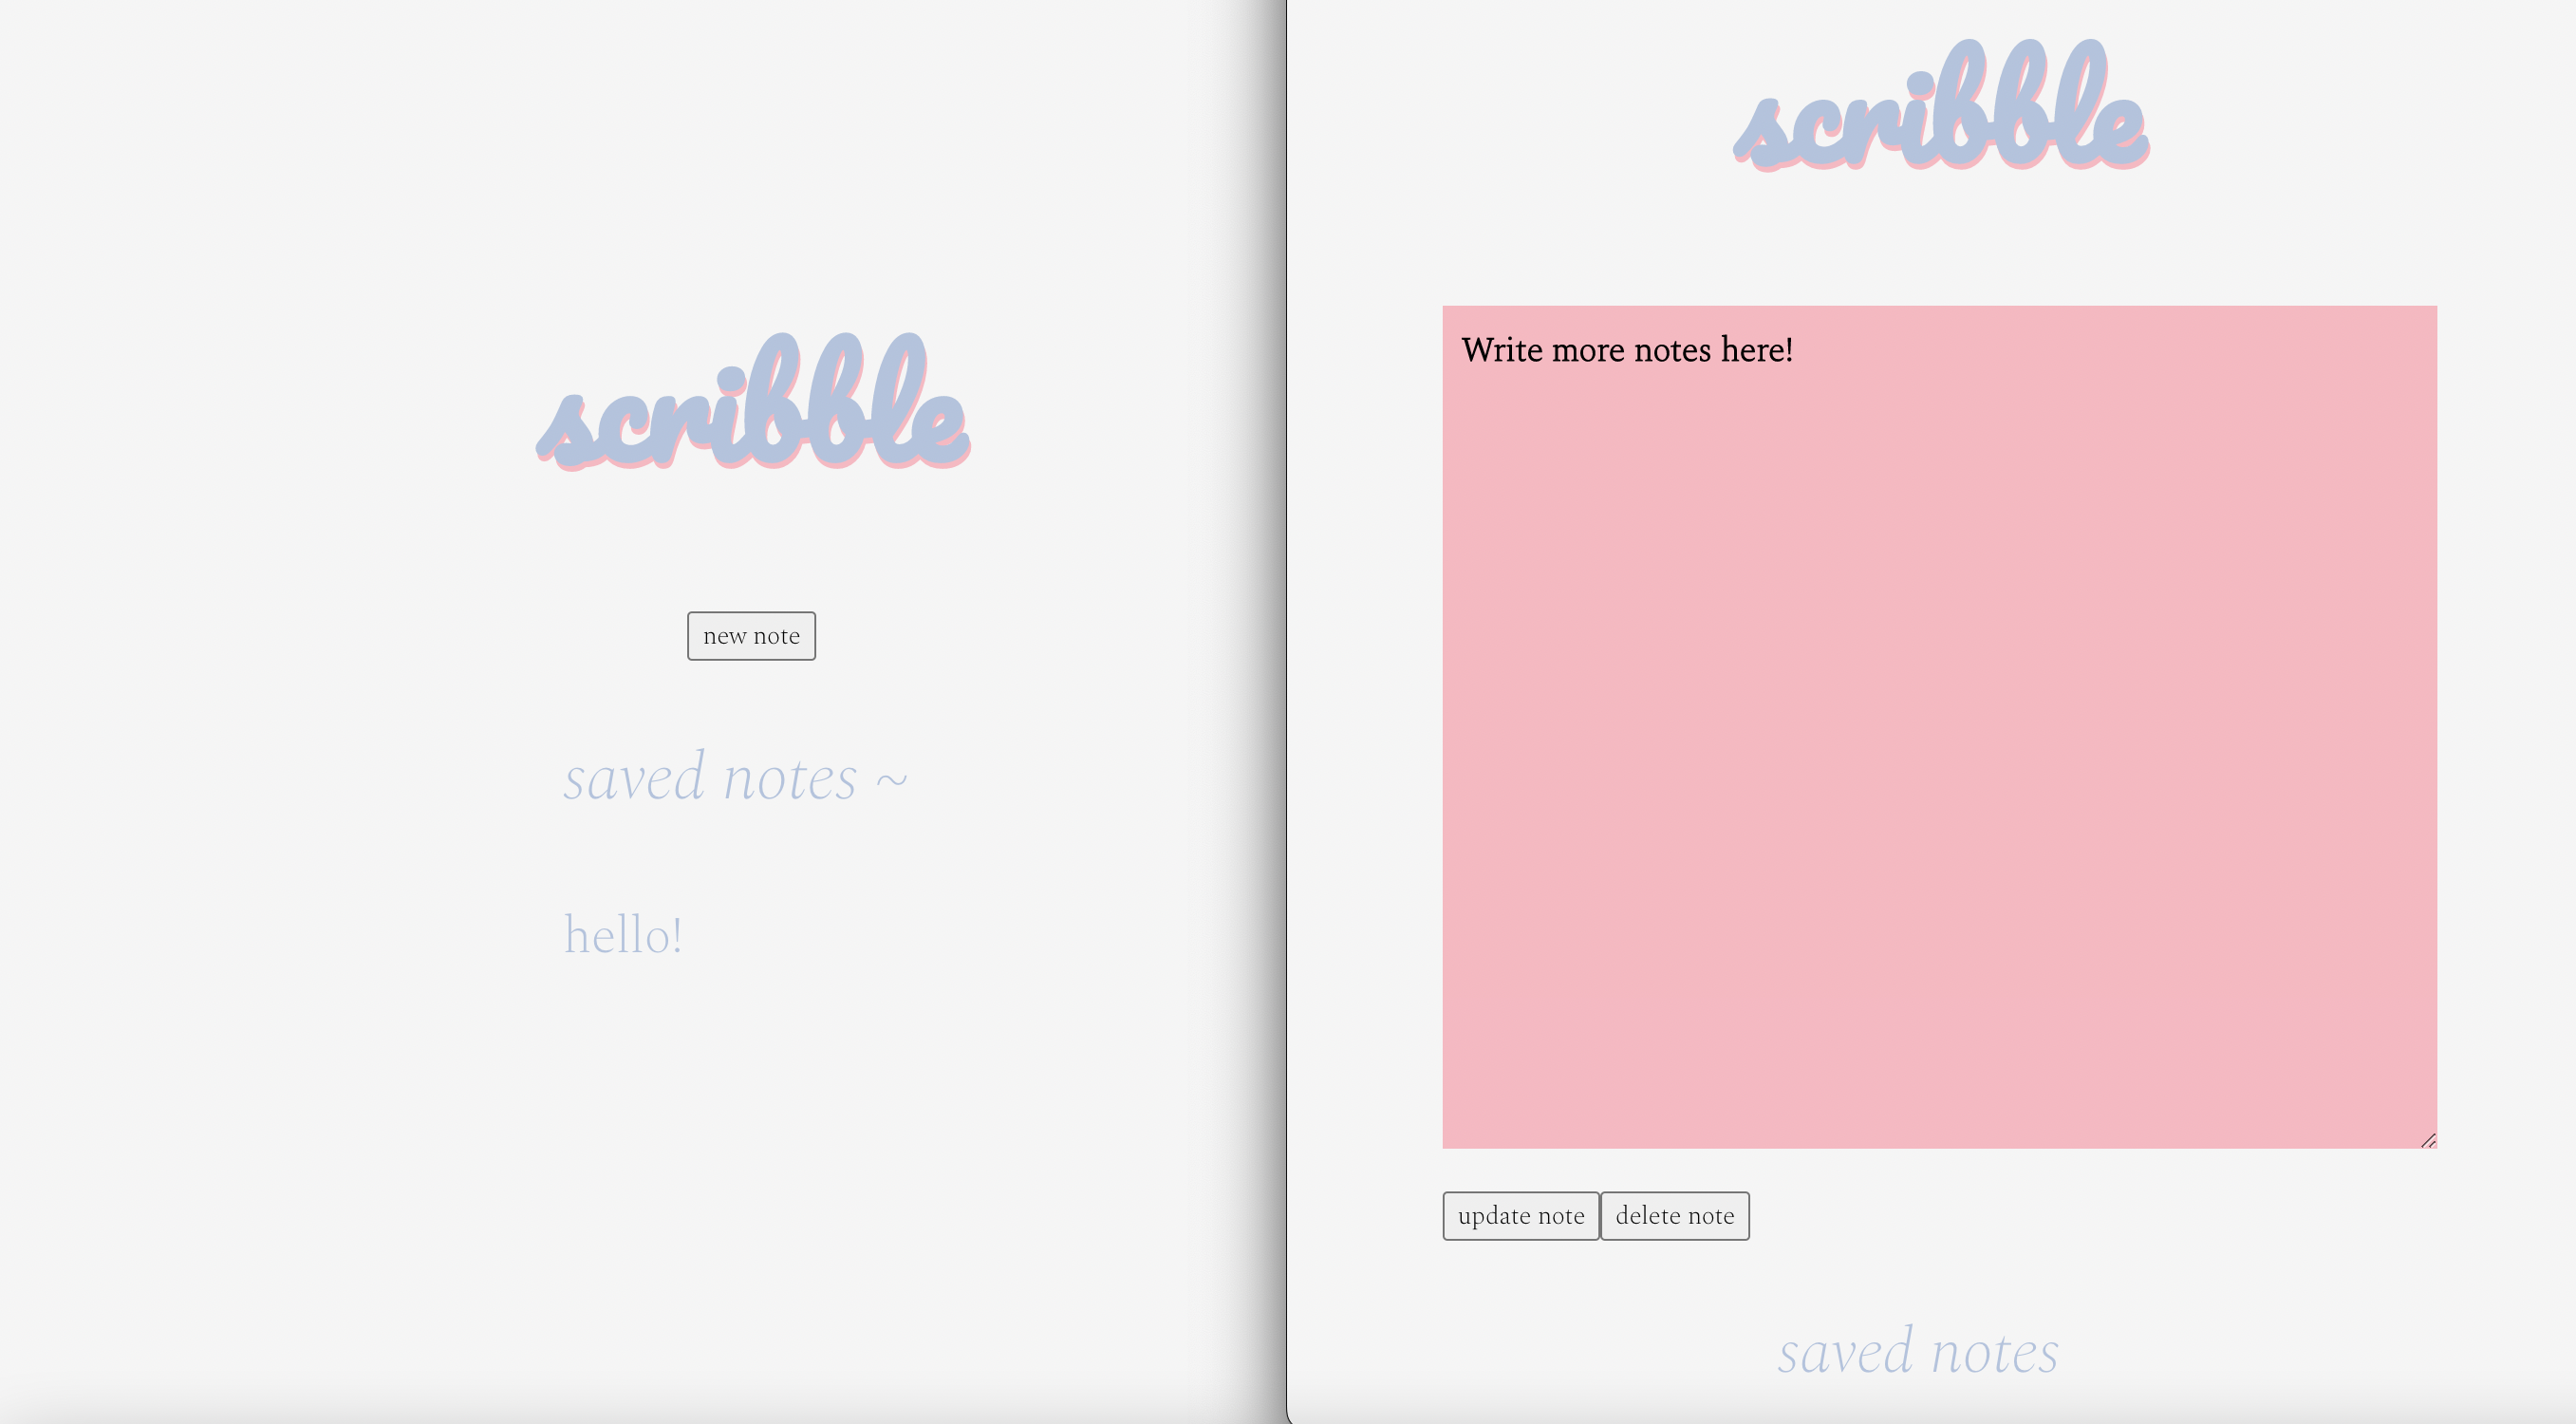 scribble
new note
saved notes ~
hello!
scribble
Write more notes here!
update note
delete note
saved notes